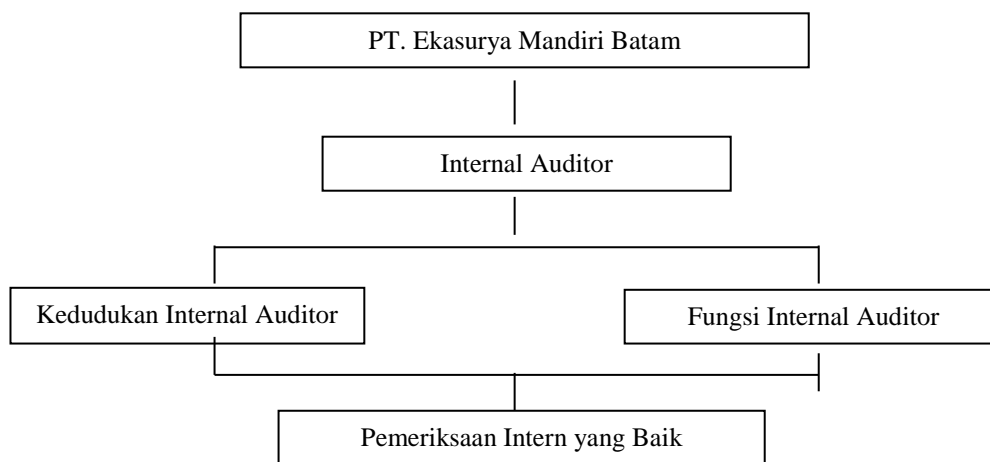 PT. Ekasurya Mandiri Batam
Internal Auditor
Kedudukan Internal Auditor
Fungsi Internal Auditor
Pemeriksaan Intern yang Baik